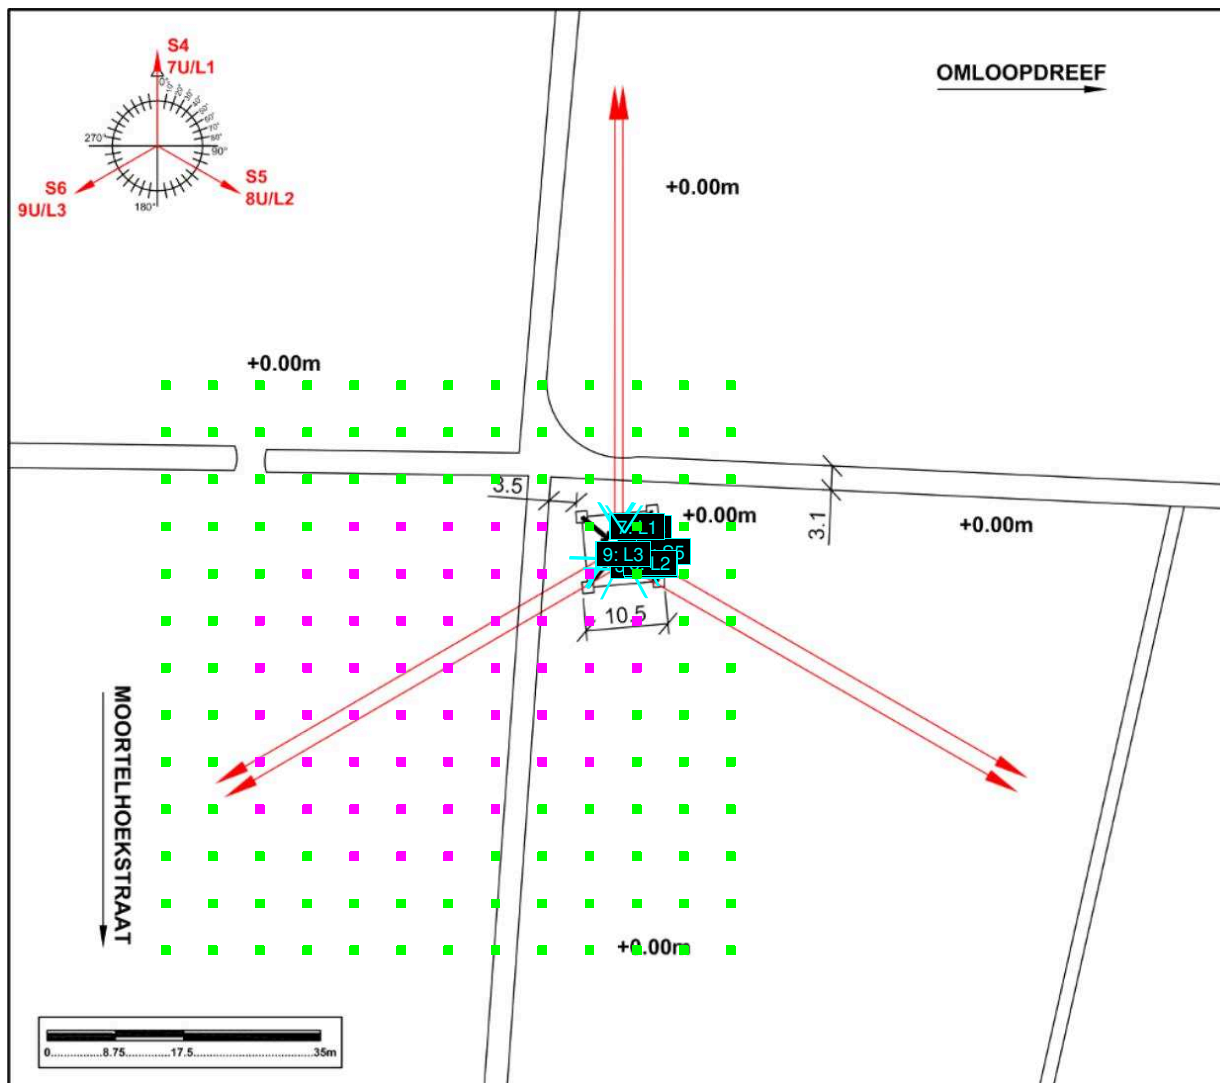 S4
7U/L1
0°
10°
20°
30°
40°
50°
60°
70°
80°
90°
270°
180°
S6
9U/L3
S5
8U/L2
OMLOOPDREEF
+0.00m
+0.00m
3.5
+0.00m
+0.00m
3.1
L1
9: L3
S5
L2
10.5
MOORTELHOEKSTRAAT
+0.00m
0..............8.75............17.5.................................35m